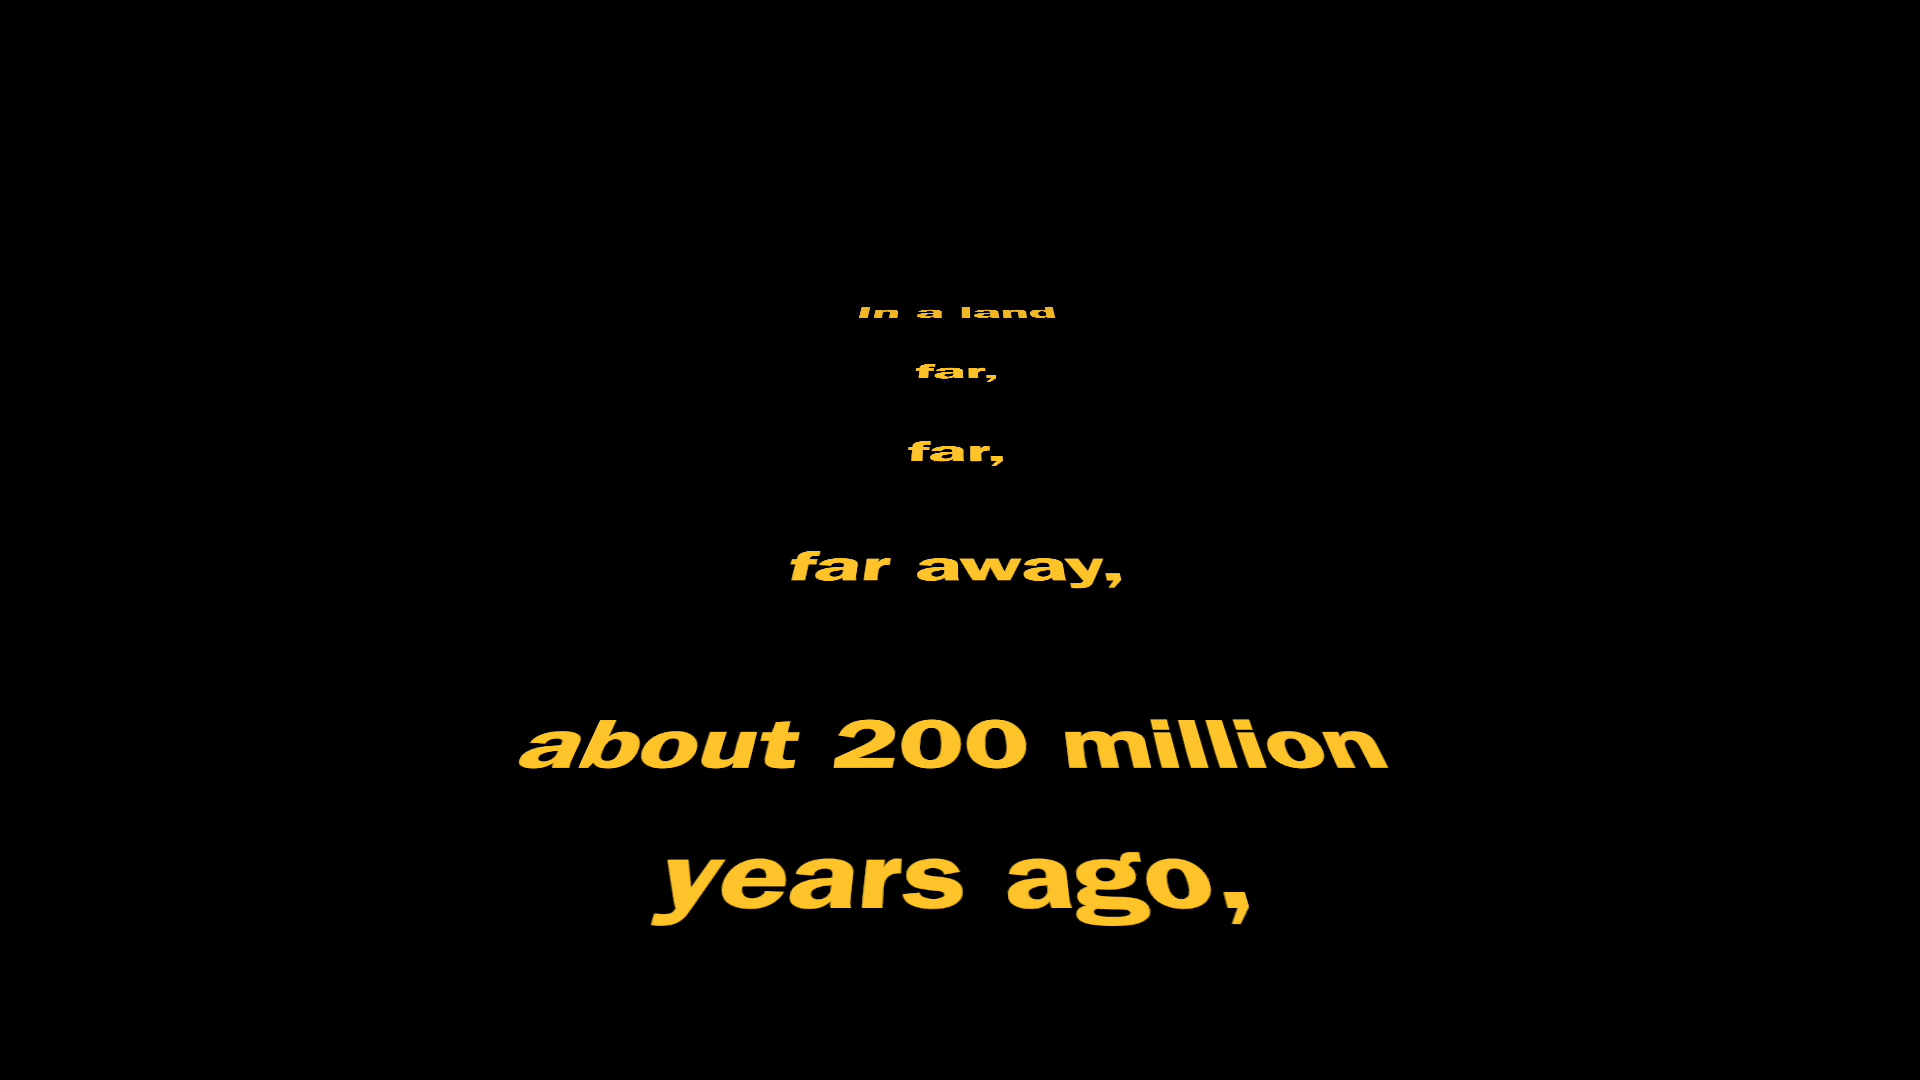 In a land
far,
far,
far away,
about 200 million
years ago,